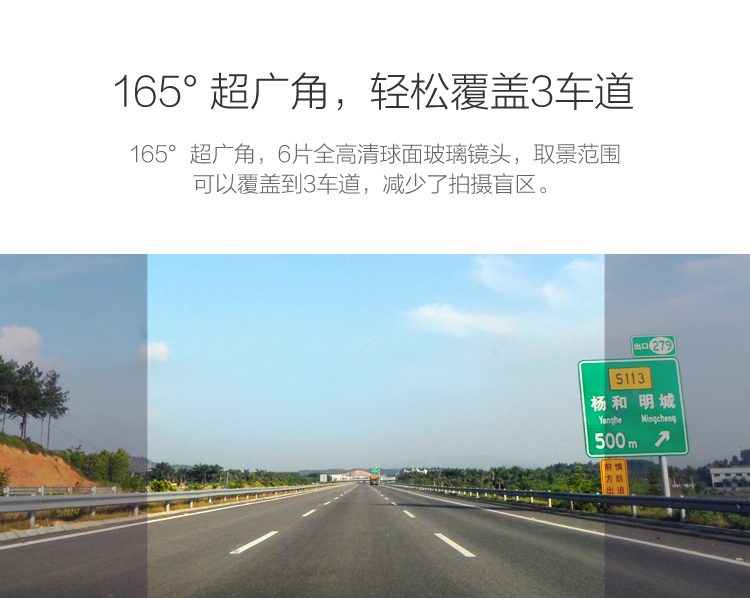 165° 超广角，轻松覆盖3车道
165°  超广角，6片全高清球面玻璃镜头，取景范围
可以覆盖到3车道，减少了拍摄盲区。
出口 279
S113
杨和 明城
Yanghe Mingcheng
500m
前 慎
方 防
出 追